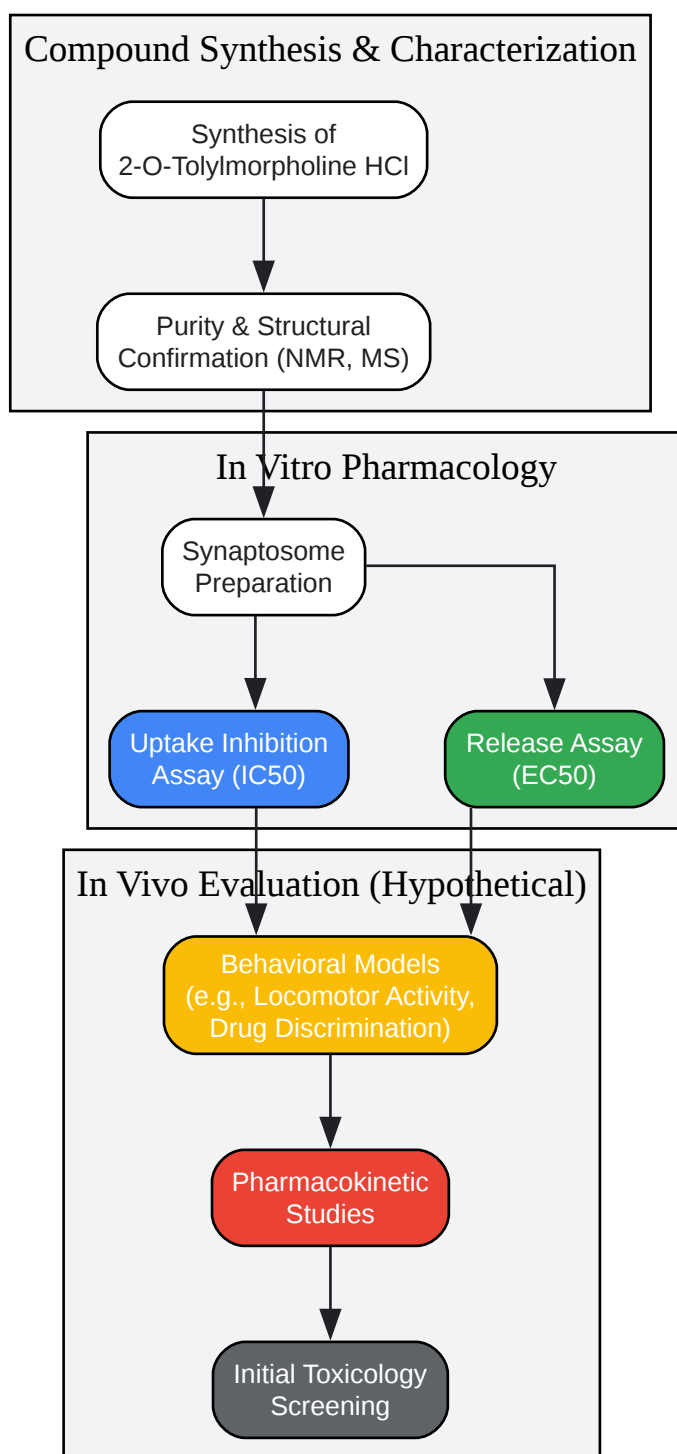 Compound Synthesis & Characterization
Synthesis of
2-O-Tolylmorpholine HCl
Purity & Structural
Confirmation (NMR, MS)
In Vitro Pharmacology
Synaptosome
Preparation
Uptake Inhibition
Assay (IC50)
Release Assay
(EC50)
In Vivo Evaluation (Hypothetical)
Behavioral Models
(e.g., Locomotor Activity,
Drug Discrimination)
Pharmacokinetic
Studies
Initial Toxicology
Screening